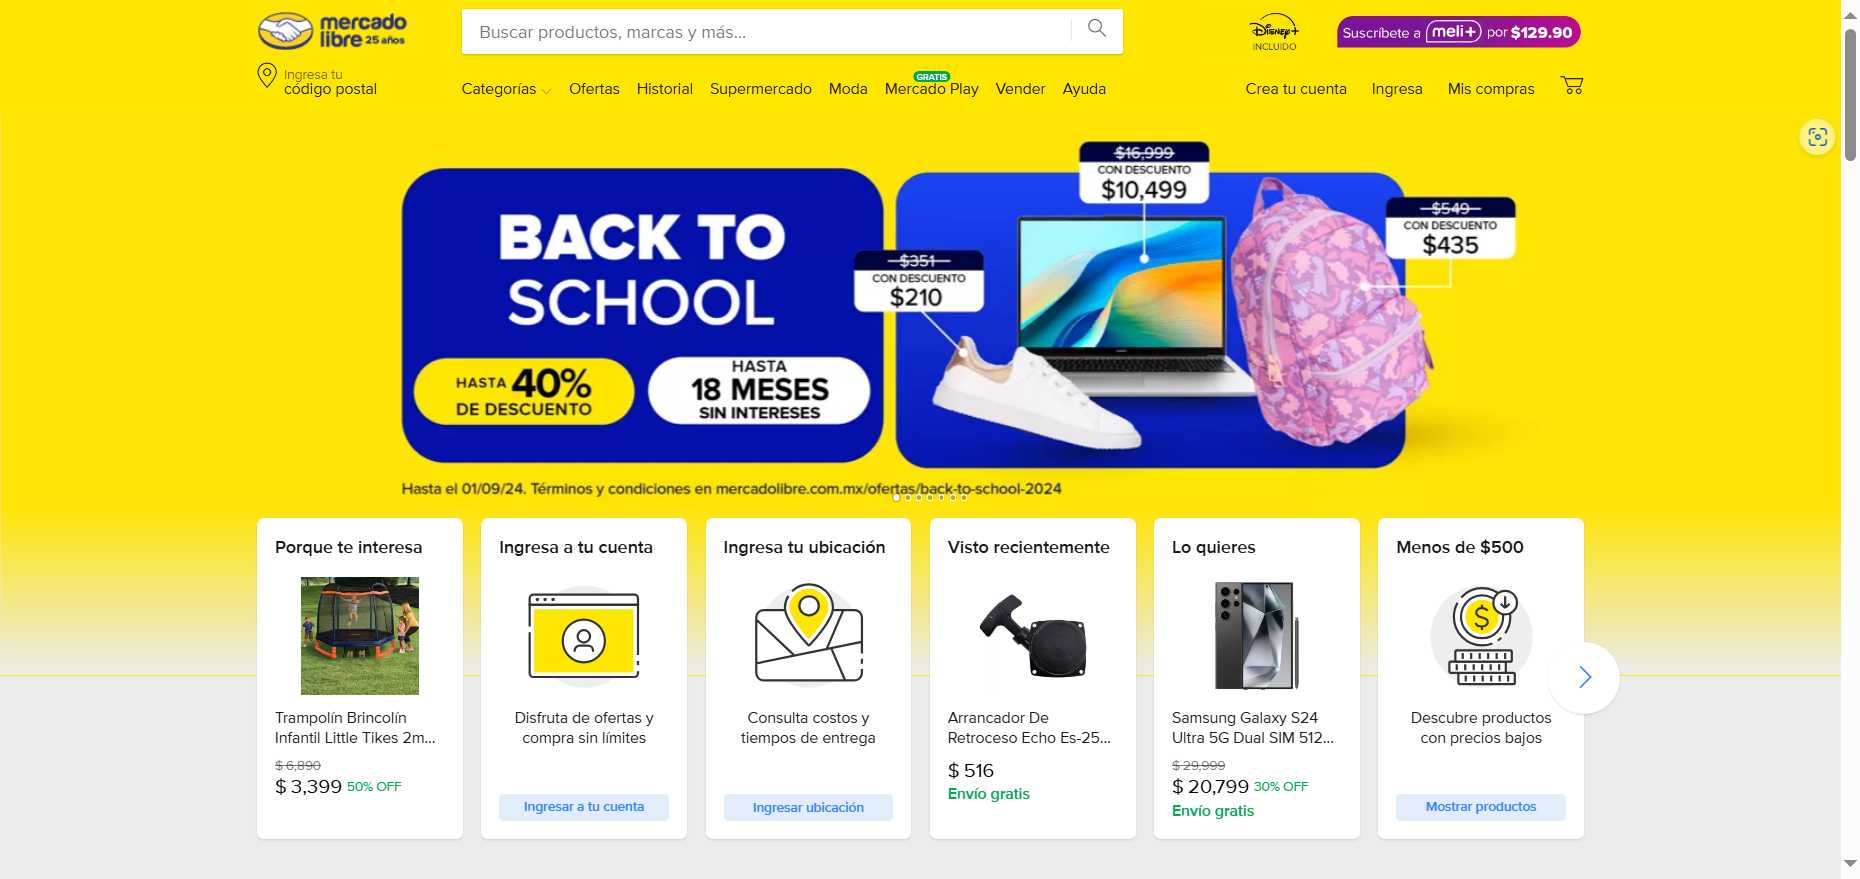 mercado
libre 25 años
Buscar productos, marcas y más...
Disney+
INCLUIDO
Suscríbete a meli+ por $129.90
Ingresa tu
código postal
Categorías
Ofertas
Historial
Supermercado
Moda
GRATIS
Mercado Play
Vender
Ayuda
Crea tu cuenta
Ingresa
Mis compras
BACK TO
SCHOOL
HASTA 40%
DE DESCUENTO
HASTA
18 MESES
SIN INTERESES
$351
CON DESCUENTO
$210
$16,999
CON DESCUENTO
$10,499
$549
CON DESCUENTO
$435
Hasta el 01/09/24. Términos y condiciones en mercadolibre.com.mx/ofertas/back-to-school-2024
Porque te interesa
Trampolín Brincolín
Infantil Little Tikes 2m...
$ 6,890
$ 3,399 50% OFF
Ingresa a tu cuenta
Disfruta de ofertas y
compra sin límites
Ingresar a tu cuenta
Ingresa tu ubicación
Consulta costos y
tiempos de entrega
Ingresar ubicación
Visto recientemente
Arrancador De
Retroceso Echo Es-25...
$ 516
Envío gratis
Lo quieres
Samsung Galaxy S24
Ultra 5G Dual SIM 512...
$ 29,999
$ 20,799 30% OFF
Envío gratis
Menos de $500
$
Descubre productos
con precios bajos
Mostrar productos